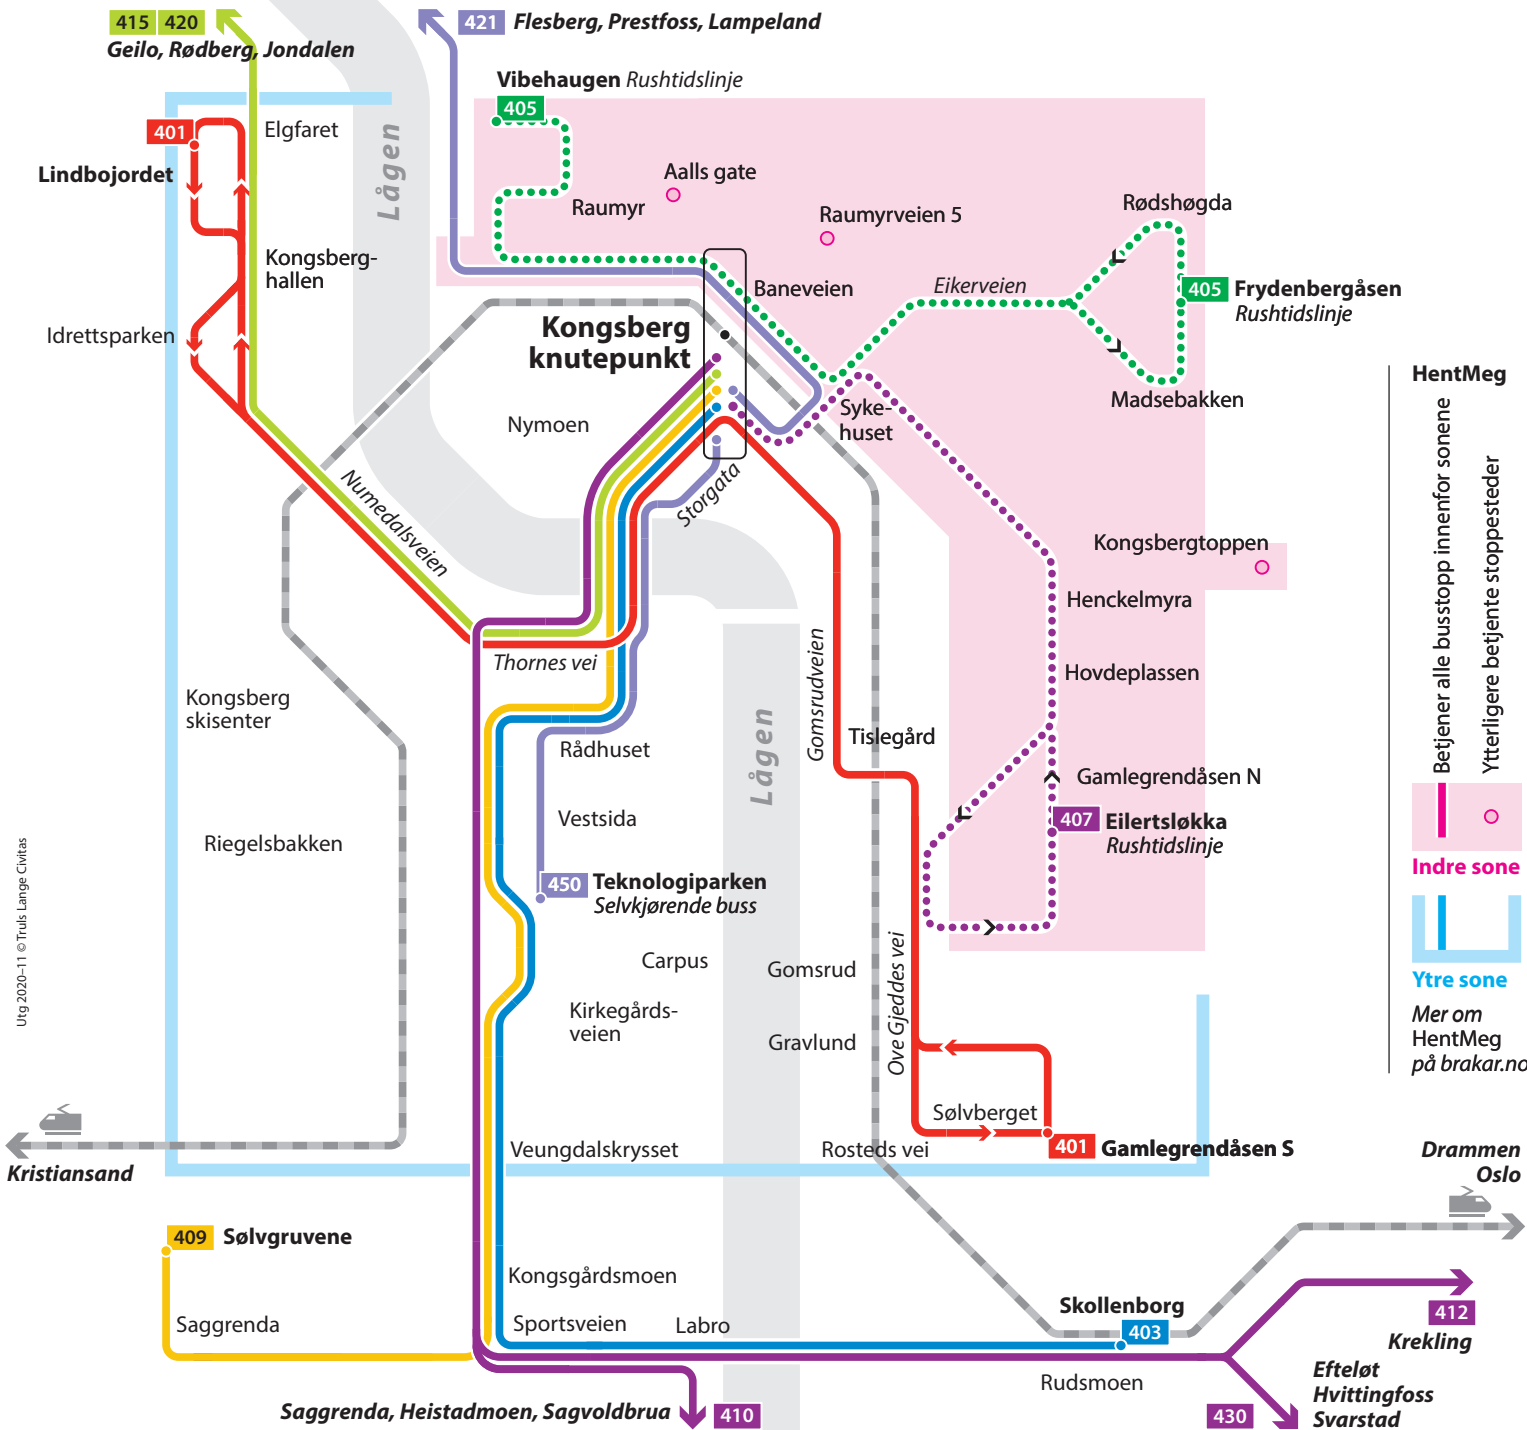 415 420
Geilo, Rødberg, Jondalen
421 Flesberg, Prestfoss, Lampeland
Vibehaugen Rushtidslinje
405
401
Elgfaret
Lindbojordet
Lågen
Aalls gate
Raumyr
Raumyrveien 5
Rødshøgda
Kongsberg-
hallen
Baneveien
Eikerveien
405 Frydenbergåsen
Rushtidslinje
Idrettsparken
Kongsberg
knutepunkt
Madsebakken
Nymoen
Syke-
huset
Storgata
Numedalsveien
Kongsbergtoppen
Henckelmyra
Thornes vei
Gomsrudveien
Hovdeplassen
Kongsberg
skisenter
Rådhuset
Lågen
Tislegård
Gamlegrendåsen N
Vestsida
407 Eilertsløkka
Rushtidslinje
Riegelsbakken
450 Teknologiparken
Selvkjørende buss
Carpus
Gomsrud
Ove Gjeddes vei
Kirkegårds-
veien
Gravlund
Sølvberget
Veungdalskrysset
Rosteds vei
401 Gamlegrendåsen S
Kristiansand
Drammen
Oslo
409 Sølvgruvene
Kongsgårdsmoen
Saggrenda
Sportsveien
Labro
Skollenborg
403
412
Krekling
Rudsmoen
Efteløt
Hvittingfoss
Svarstad
430
Saggrenda, Heistadmoen, Sagvoldbrua 410
HentMeg
Betjener alle busstopp innenfor sonene
Ytterligere betjente stoppesteder
Indre sone
Ytre sone
Mer om
HentMeg
på brakar.no
Utg 2020–11 © Truls Lange Civitas